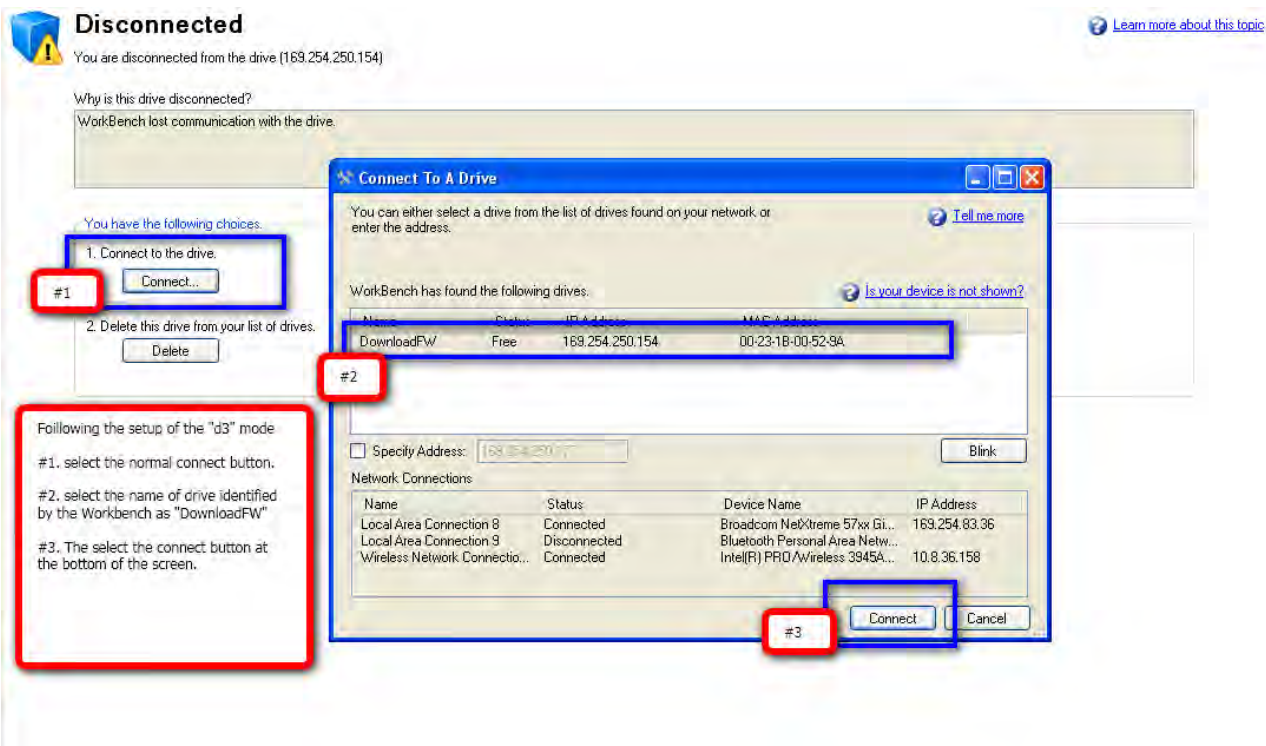 Disconnected
Learn more about this topic
You are disconnected from the drive (169.254.250.154)
Why is this drive disconnected?
WorkBench lost communication with the drive.
Connect To A Drive
You can either select a drive from the list of drives found on your network or
enter the address.
Tell me more
You have the following choices.
1. Connect to the drive.
Connect...
#1
WorkBench has found the following drives.
Is your device is not shown?
2. Delete this drive from your list of drives.
Delete
Name Status IP Address MAC Address
DownloadFW Free 169.254.250.154 00-23-1B-00-52-9A
#2
Foillowing the setup of the "d3" mode
#1. select the normal connect button.
#2. select the name of drive identified
by the Workbench as "DownloadFW"
#3. The select the connect button at
the bottom of the screen.
Specify Address:
Blink
Network Connections
Name Status Device Name IP Address
Local Area Connection 8 Connected Broadcom NetXtreme 57xx Gi... 169.254.83.36
Local Area Connection 9 Disconnected Bluetooth Personal Area Netw...
Wireless Network Connectio... Connected Intel(R) PRO/Wireless 3945A... 10.8.36.158
#3
Connect
Cancel